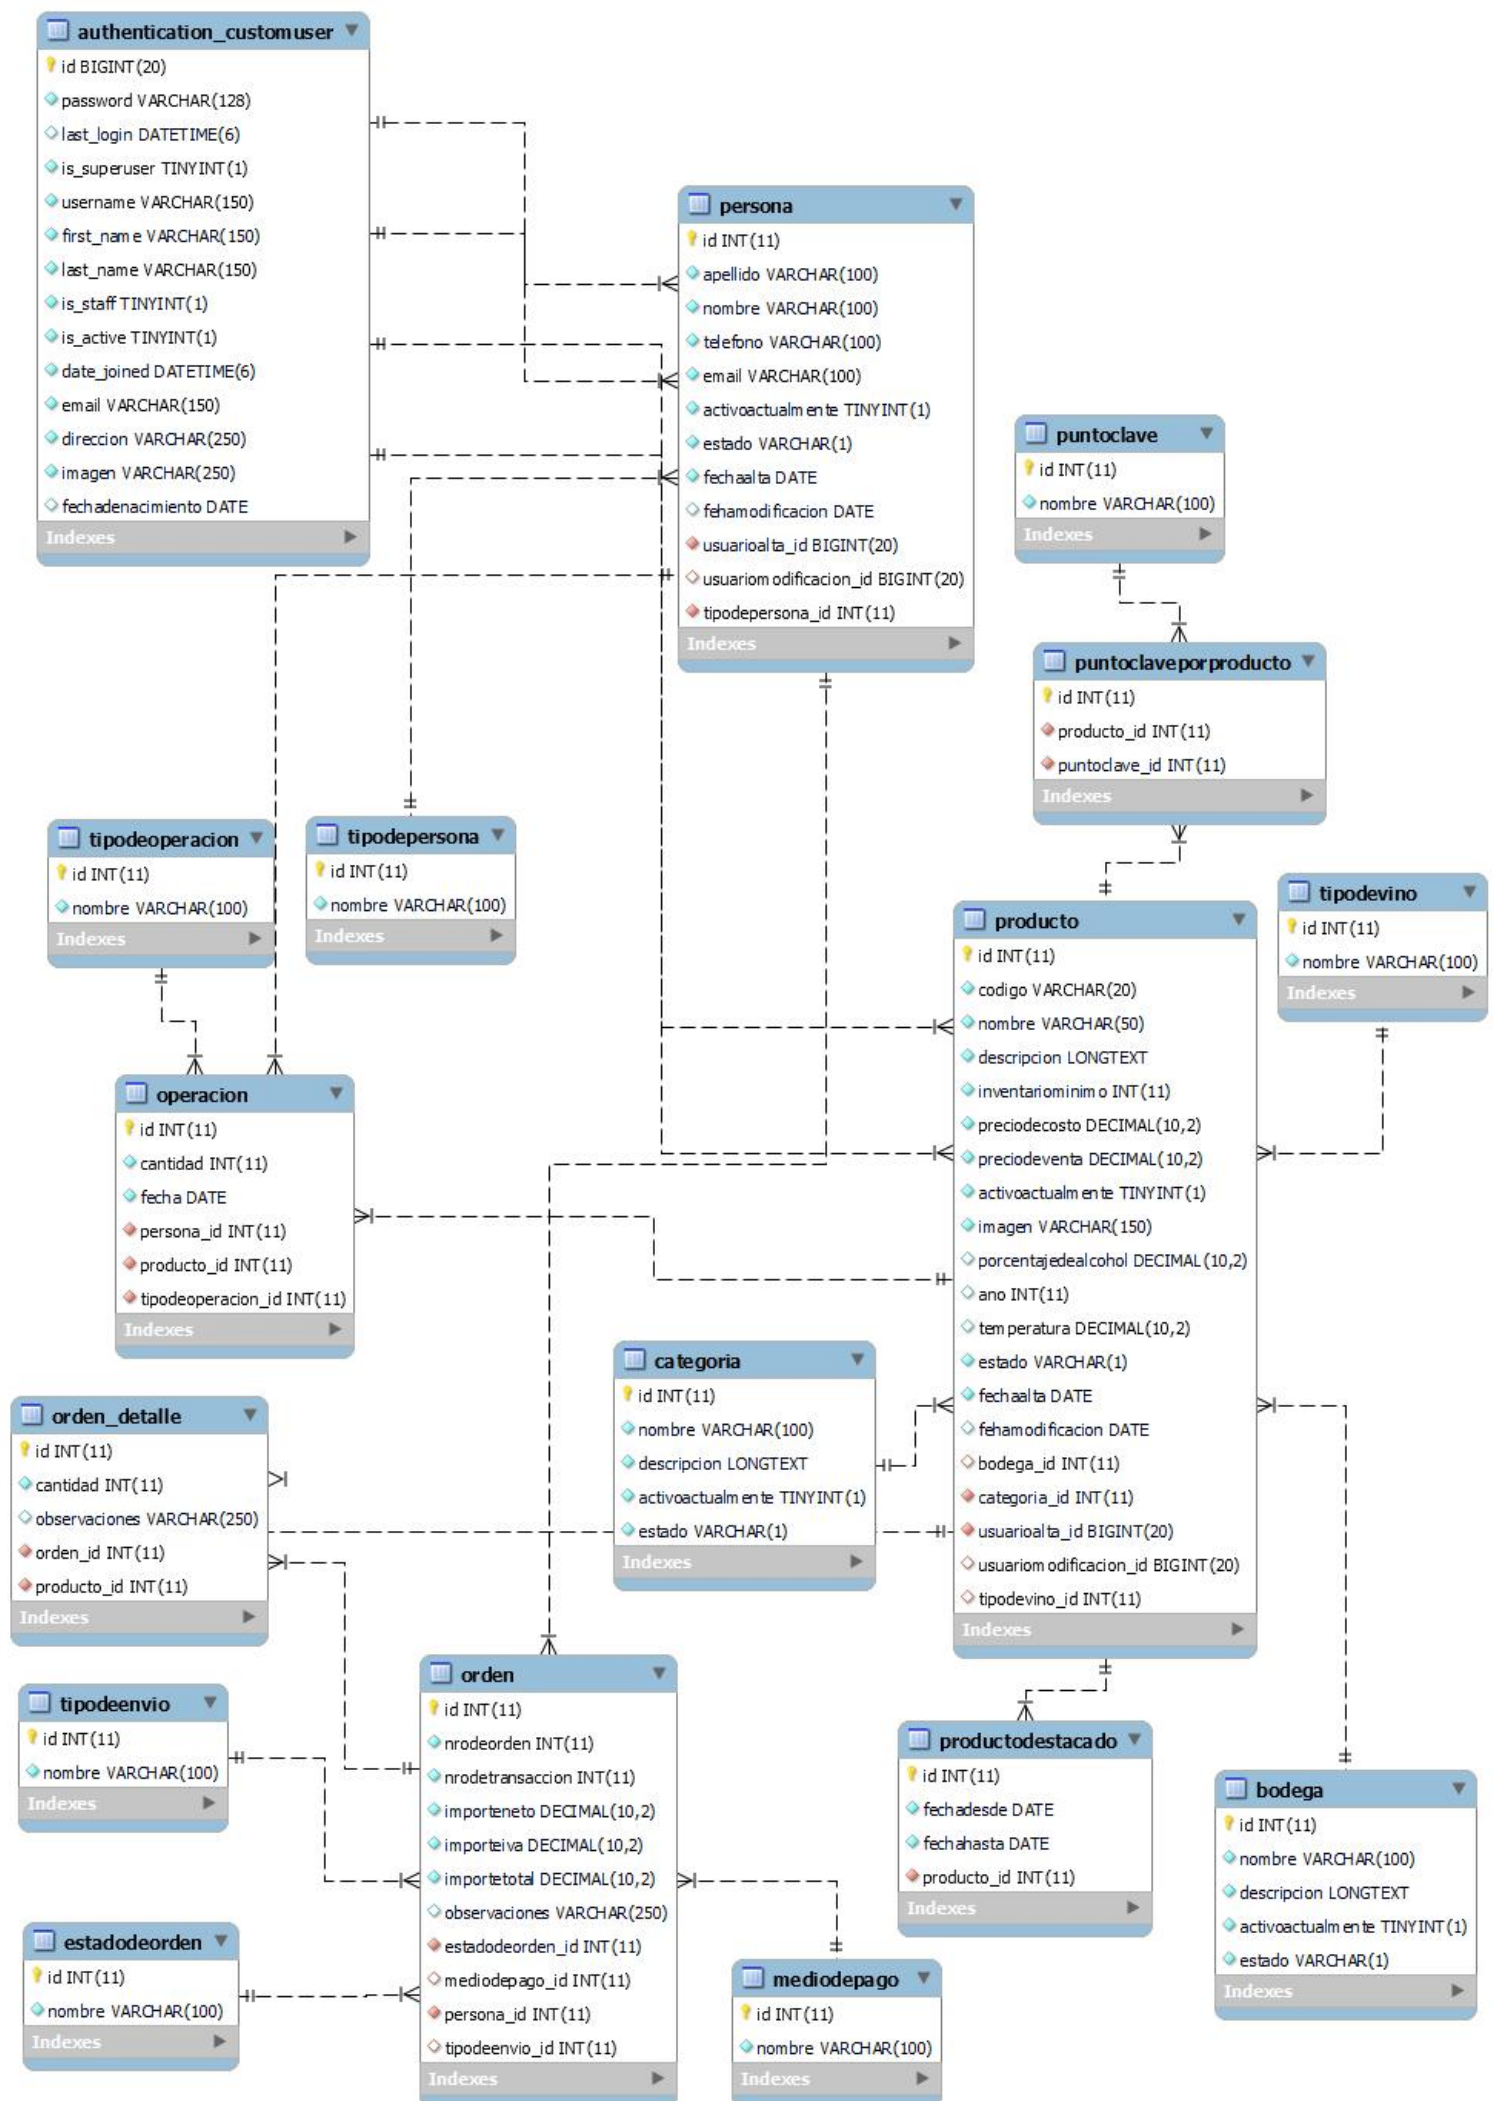 authentication_customuser
id BIGINT(20)
password VARCHAR(128)
last_login DATETIME(6)
is_superuser TINYINT(1)
username VARCHAR(150)
first_name VARCHAR(150)
last_name VARCHAR(150)
is_staff TINYINT(1)
is_active TINYINT(1)
date_joined DATETIME(6)
email VARCHAR(150)
direccion VARCHAR(250)
imagen VARCHAR(250)
fechadenacimiento DATE
Indexes
persona
id INT(11)
apellido VARCHAR(100)
nombre VARCHAR(100)
telefono VARCHAR(100)
email VARCHAR(100)
activoactualmente TINYINT(1)
estado VARCHAR(1)
fechaalta DATE
fehamodificacion DATE
usuarioalta_id BIGINT(20)
usuariomodificacion_id BIGINT(20)
tipodepersona_id INT(11)
Indexes
puntoclave
id INT(11)
nombre VARCHAR(100)
Indexes
puntoclaveporproducto
id INT(11)
producto_id INT(11)
puntoclave_id INT(11)
Indexes
tipodeoperacion
id INT(11)
nombre VARCHAR(100)
Indexes
tipodepersona
id INT(11)
nombre VARCHAR(100)
Indexes
tipodevino
id INT(11)
nombre VARCHAR(100)
Indexes
producto
id INT(11)
codigo VARCHAR(20)
nombre VARCHAR(50)
descripcion LONGTEXT
inventariominimo INT(11)
preciodecosto DECIMAL(10,2)
preciodeventa DECIMAL(10,2)
activoactualmente TINYINT(1)
imagen VARCHAR(150)
porcentajedealcohol DECIMAL(10,2)
ano INT(11)
temperatura DECIMAL(10,2)
estado VARCHAR(1)
fechaalta DATE
fehamodificacion DATE
bodega_id INT(11)
categoria_id INT(11)
usuarioalta_id BIGINT(20)
usuariomodificacion_id BIGINT(20)
tipodevino_id INT(11)
Indexes
operacion
id INT(11)
cantidad INT(11)
fecha DATE
persona_id INT(11)
producto_id INT(11)
tipodeoperacion_id INT(11)
Indexes
categoria
id INT(11)
nombre VARCHAR(100)
descripcion LONGTEXT
activoactualmente TINYINT(1)
estado VARCHAR(1)
Indexes
orden_detalle
id INT(11)
cantidad INT(11)
observaciones VARCHAR(250)
orden_id INT(11)
producto_id INT(11)
Indexes
orden
id INT(11)
nrodeorden INT(11)
nrodetransaccion INT(11)
importeneto DECIMAL(10,2)
importeiva DECIMAL(10,2)
importetotal DECIMAL(10,2)
observaciones VARCHAR(250)
estadodeorden_id INT(11)
mediodepago_id INT(11)
persona_id INT(11)
tipodeenvio_id INT(11)
Indexes
tipodeenvio
id INT(11)
nombre VARCHAR(100)
Indexes
productodestacado
id INT(11)
fechadesde DATE
fechahasta DATE
producto_id INT(11)
Indexes
bodega
id INT(11)
nombre VARCHAR(100)
descripcion LONGTEXT
activoactualmente TINYINT(1)
estado VARCHAR(1)
Indexes
estadodeorden
id INT(11)
nombre VARCHAR(100)
Indexes
mediodepago
id INT(11)
nombre VARCHAR(100)
Indexes